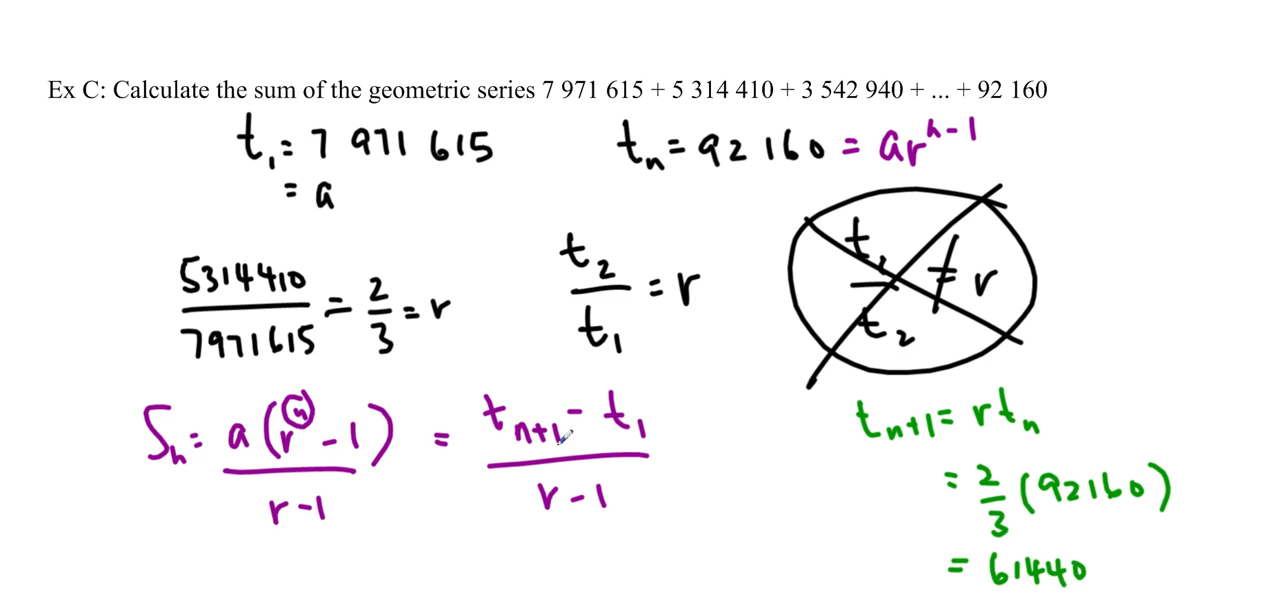 Ex C: Calculate the sum of the geometric series 7 971 615 + 5 314 410 + 3 542 940 + ... + 92 160
t₁ = 7 971 615
= a
tₙ = 92160 = arⁿ⁻¹
5314410/7971615 = 2/3 = r
t₂/t₁ = r
t₁/t₂ ≠ r
Sₙ = a(rⁿ - 1)/(r - 1) = (tₙ₊₁ - t₁)/(r - 1)
tₙ₊₁ = rtₙ
= 2/3 (92160)
= 61440